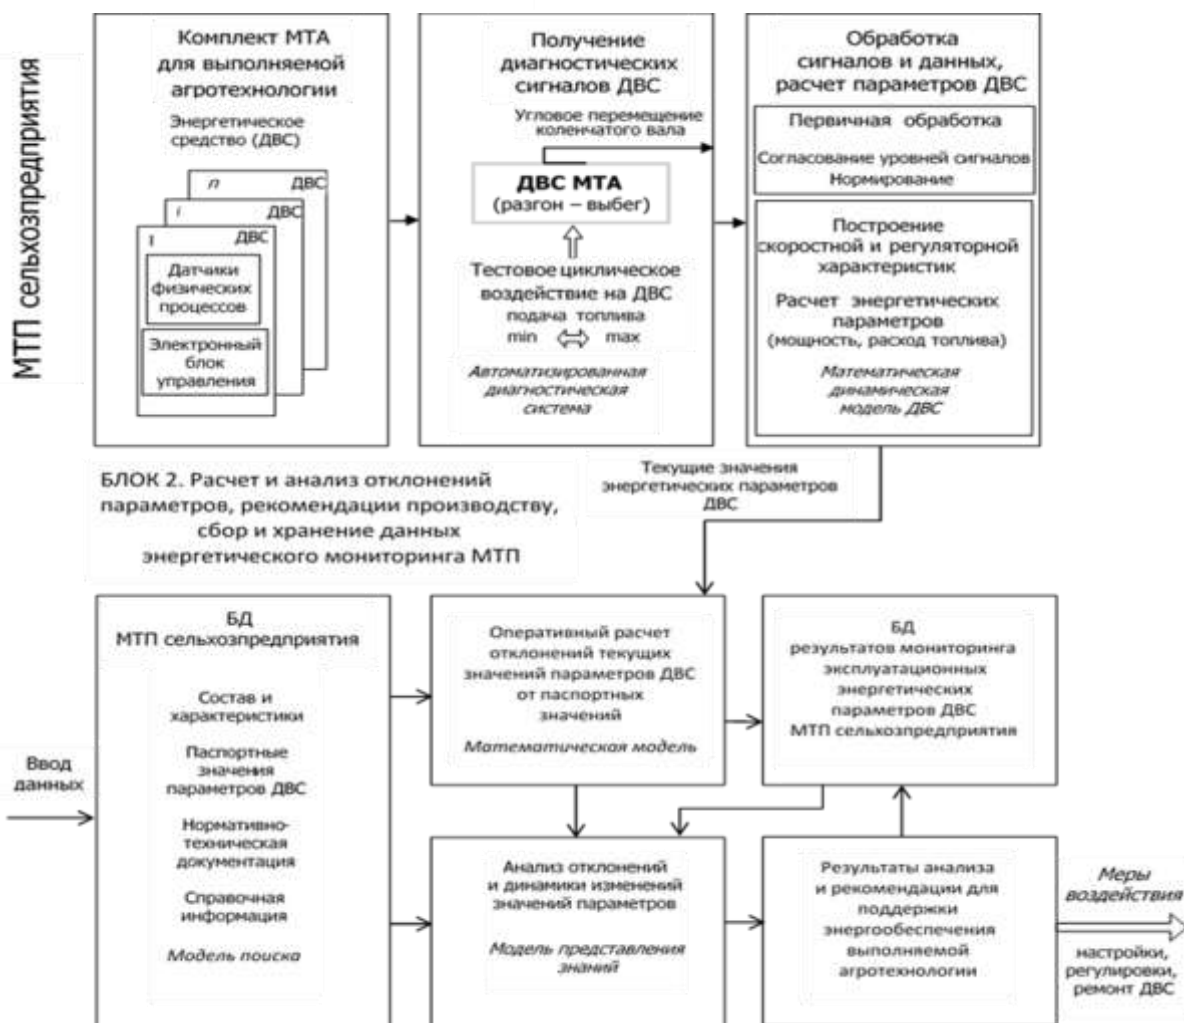 МТП сельхозпредприятия
Комплект МТА
для выполняемой
агротехнологии
Энергетическое
средство (ДВС)
n ДВС
i ДВС
1 ДВС
Датчики
физических
процессов
Электронный
блок
управления
Получение
диагностических
сигналов ДВС
Угловое перемещение
коленчатого вала
ДВС МТА
(разгон – выбег)
Тестовое циклическое
воздействие на ДВС
подача топлива
min max
Автоматизированная
диагностическая
система
Обработка
сигналов и данных,
расчет параметров ДВС
Первичная обработка
Согласование уровней сигналов
Нормирование
Построение
скоростной и регуляторной
характеристик
Расчет энергетических
параметров
(мощность, расход топлива)
Математическая
динамическая
модель ДВС
БЛОК 2. Расчет и анализ отклонений
параметров, рекомендации производству,
сбор и хранение данных
энергетического мониторинга МТП
Текущие значения
энергетических параметров
ДВС
Ввод
данных
БД
МТП сельхозпредприятия
Состав и
характеристики
Паспортные
значения
параметров ДВС
Нормативно-
техническая
документация
Справочная
информация
Модель поиска
Оперативный расчет
отклонений текущих
значений параметров ДВС
от паспортных
значений
Математическая модель
БД
результатов мониторинга
эксплуатационных
энергетических
параметров ДВС
МТП сельхозпредприятия
Анализ отклонений
и динамики изменений
значений параметров
Модель представления
знаний
Результаты анализа
и рекомендации для
поддержки
энергообеспечения
выполняемой
агротехнологии
Меры
воздействия
настройки,
регулировки,
ремонт ДВС